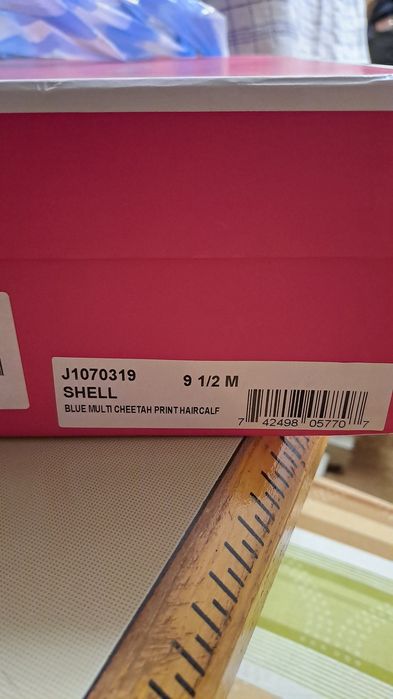 J1070319 9 1/2 M
SHELL
BLUE MULTI CHEETAH PRINT HAIRCALF
7 42498 05770 7